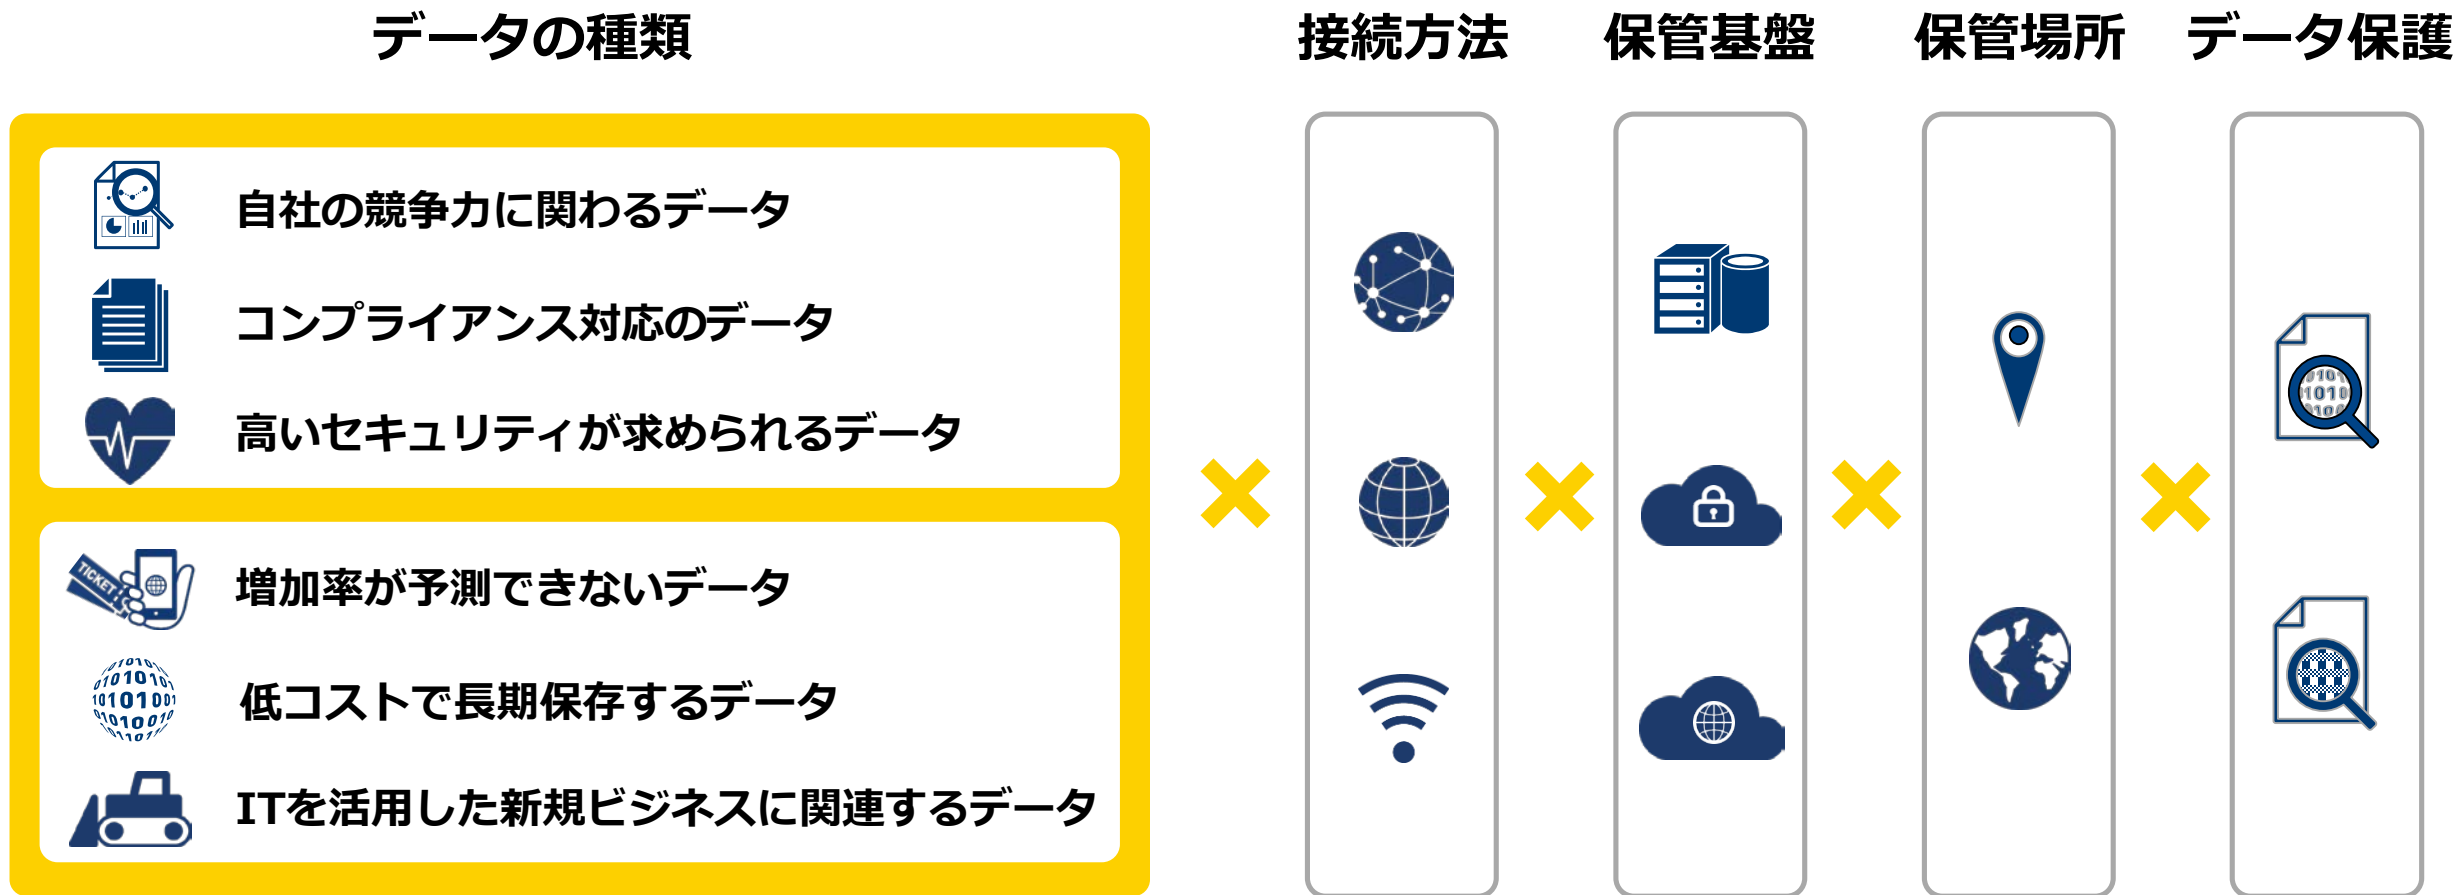 データの種類
接続方法
保管基盤
保管場所
データ保護
自社の競争力に関わるデータ
コンプライアンス対応のデータ
高いセキュリティが求められるデータ
TICKET
増加率が予測できないデータ
低コストで長期保存するデータ
ITを活用した新規ビジネスに関連するデータ